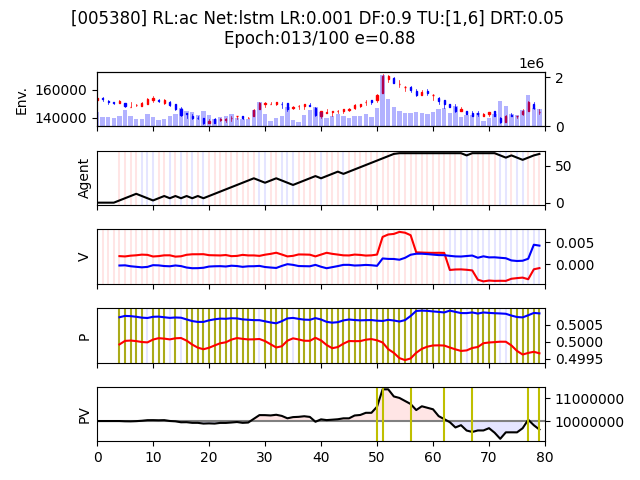 [005380] RL:ac Net:lstm LR:0.001 DF:0.9 TU:[1,6] DRT:0.05
Epoch:013/100 e=0.88
1e6
Env.
160000
140000
2
0
Agent
50
0
V
0.005
0.000
P
0.5005
0.5000
0.4995
PV
11000000
10000000
0 10 20 30 40 50 60 70 80